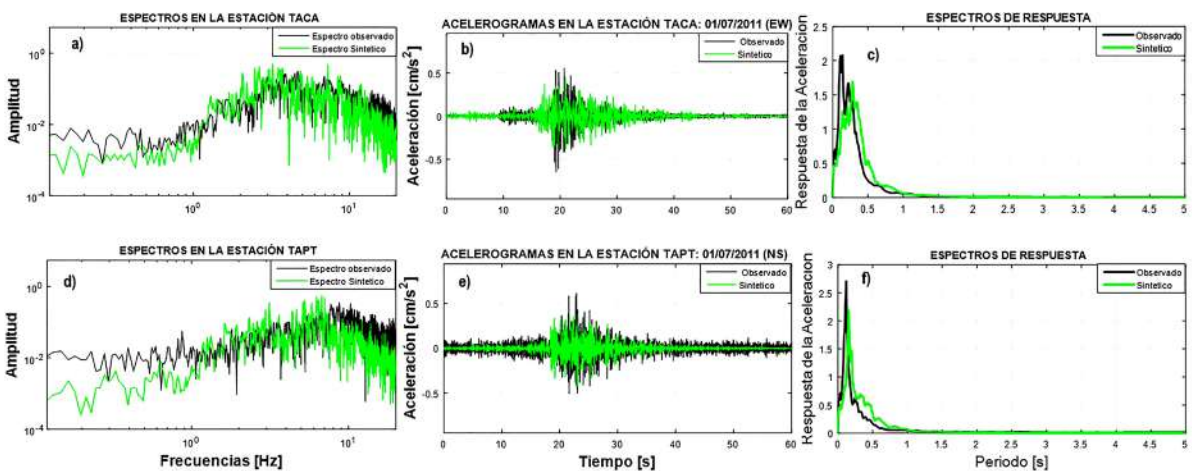 ESPECTROS EN LA ESTACIÓN TACA
a)
Espectro observado
Espectro Sintetico
Amplitud
10^0
10^-2
10^-4
10^0
10^1
ACELEROGRAMAS EN LA ESTACIÓN TACA: 01/07/2011 (EW)
b)
Observado
Sintetico
Aceleración [cm/s²]
0.5
0
-0.5
0 10 20 30 40 50 60
ESPECTROS DE RESPUESTA
c)
Observado
Sintetico
Respuesta de la Aceleracion
2.5
2
1.5
1
0.5
0
0 0.5 1 1.5 2 2.5 3 3.5 4 4.5 5
ESPECTROS EN LA ESTACIÓN TAPT
d)
Espectro observado
Espectro Sintetico
Amplitud
10^0
10^-2
10^-4
10^0
10^1
Frecuencias [Hz]
ACELEROGRAMAS EN LA ESTACIÓN TAPT: 01/07/2011 (NS)
e)
Observado
Sintetico
Aceleración [cm/s²]
0.5
0
-0.5
0 10 20 30 40 50 60
Tiempo [s]
ESPECTROS DE RESPUESTA
f)
Observado
Sintetico
Respuesta de la Aceleracion
3
2.5
2
1.5
1
0.5
0
0 0.5 1 1.5 2 2.5 3 3.5 4 4.5 5
Periodo [s]